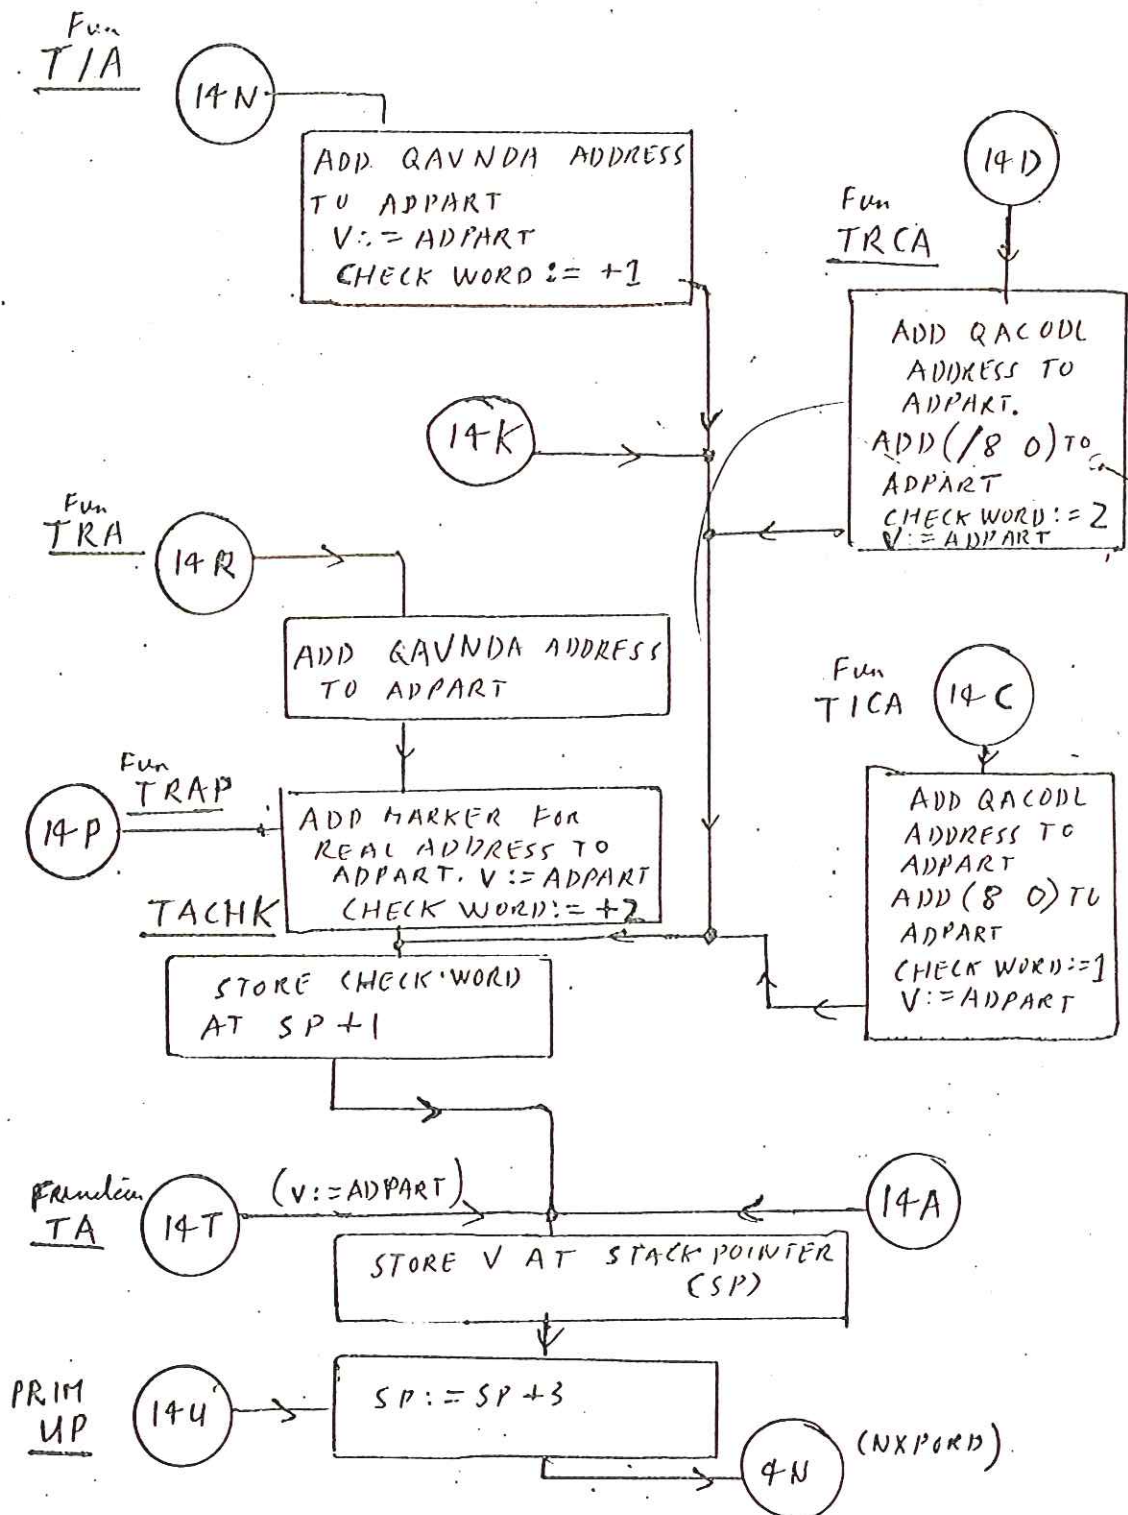 Fun
TIA
14N
ADD QAVNDA ADDRESS
TO ADPART
V:= ADPART
CHECK WORD := +1
14D
Fun
TRCA
ADD QACODL
ADDRESS TO
ADPART.
ADD (/8 0) TO
ADPART
CHECK WORD := 2
V:= ADPART
14K
Fun
TRA
14R
ADD QAVNDA ADDRESS
TO ADPART
Fun
TICA
14C
ADD QACODL
ADDRESS TO
ADPART
ADD (8 0) TO
ADPART
CHECK WORD:=1
V:=ADPART
Fun
TRAP
14P
ADD MARKER FOR
REAL ADDRESS TO
ADPART. V:= ADPART
CHECK WORD:= +2
TACHK
STORE CHECK WORD
AT SP +1
Function
TA
14T
(V:=ADPART)
14A
STORE V AT STACKPOINTER
(SP)
PRIM
UP
14U
SP:= SP+3
4N
(NXPORD)